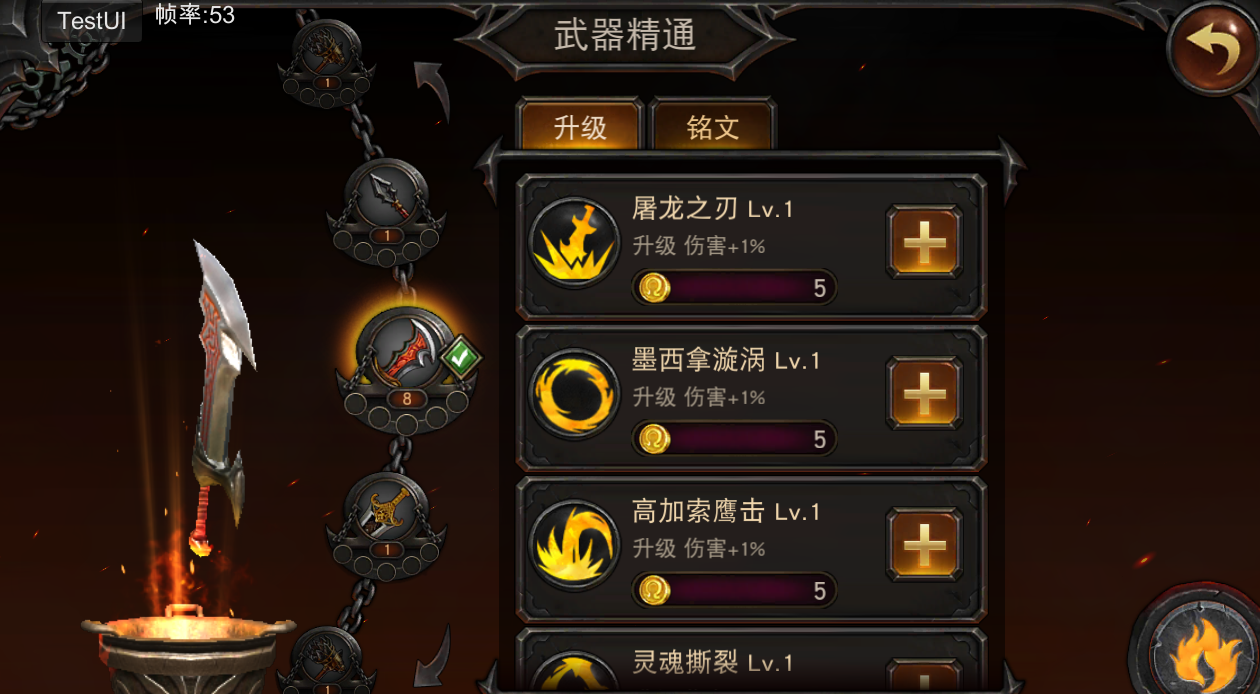 TestUI
帧率:53
武器精通
升级
铭文
1
1
8
1
1
屠龙之刃 Lv.1
升级 伤害+1%
5
墨西拿漩涡 Lv.1
升级 伤害+1%
5
高加索鹰击 Lv.1
升级 伤害+1%
5
灵魂撕裂 Lv.1